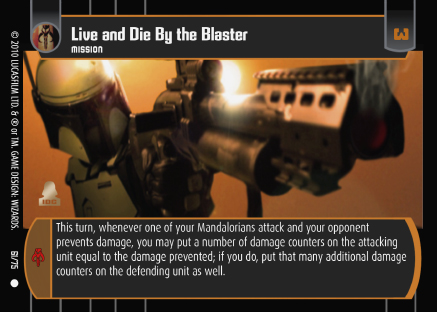 Live and Die By the Blaster
MISSION
This turn, whenever one of your Mandalorians attack and your opponent
prevents damage, you may put a number of damage counters on the attacking
unit equal to the damage prevented; if you do, put that many additional damage
counters on the defending unit as well.
© 2010 LUCASFILM LTD. & ® or TM. GAME DESIGN: WIZARDS.